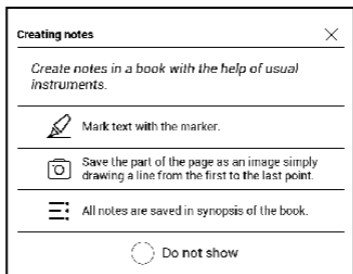 Creating notes
Create notes in a book with the help of usual
instruments.
Mark text with the marker.
Save the part of the page as an image simply
drawing a line from the first to the last point.
All notes are saved in synopsis of the book.
Do not show